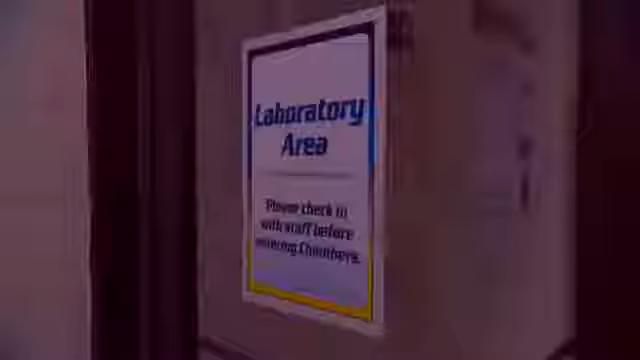 Laboratory
Area
Please check in
with staff before
entering Chambers.